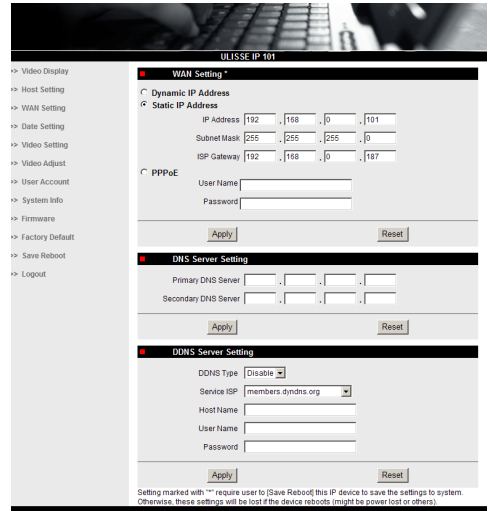 ULISSE IP 101
>> Video Display
>> Host Setting
>> WAN Setting
>> Date Setting
>> Video Setting
>> Video Adjust
>> User Account
>> System Info
>> Firmware
>> Factory Default
>> Save Reboot
>> Logout
WAN Setting *
Dynamic IP Address
Static IP Address
IP Address 192 . 168 . 0 . 101
Subnet Mask 255 . 255 . 255 . 0
ISP Gateway 192 . 168 . 0 . 187
PPPoE
User Name
Password
Apply Reset
DNS Server Setting
Primary DNS Server . . .
Secondary DNS Server . . .
Apply Reset
DDNS Server Setting
DDNS Type Disable
Service ISP members.dyndns.org
Host Name
User Name
Password
Apply Reset
Setting marked with "*" require user to [Save Reboot] this IP device to save the settings to system.
Otherwise, these settings will be lost if the device reboots (might be power lost or others).